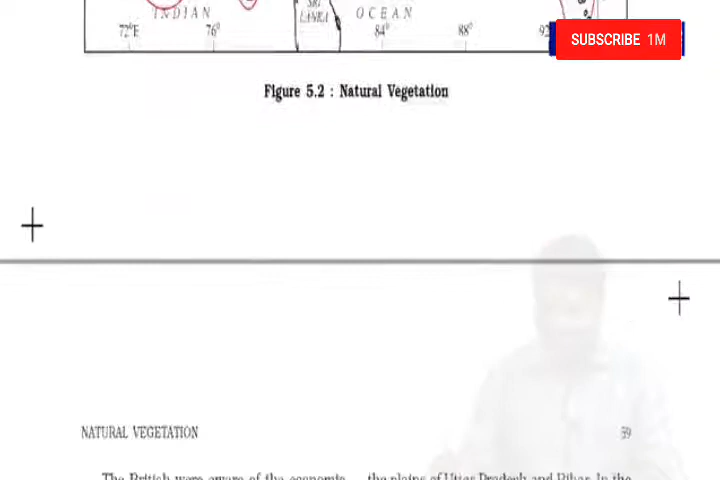 INDIAN
SRI
LANKA
OCEAN
72°E
76°
84°
88°
92
SUBSCRIBE 1M
Figure 5.2 : Natural Vegetation
NATURAL VEGETATION
59
The British were aware of the economic
the plains of Uttar Pradesh and Bihar. In the